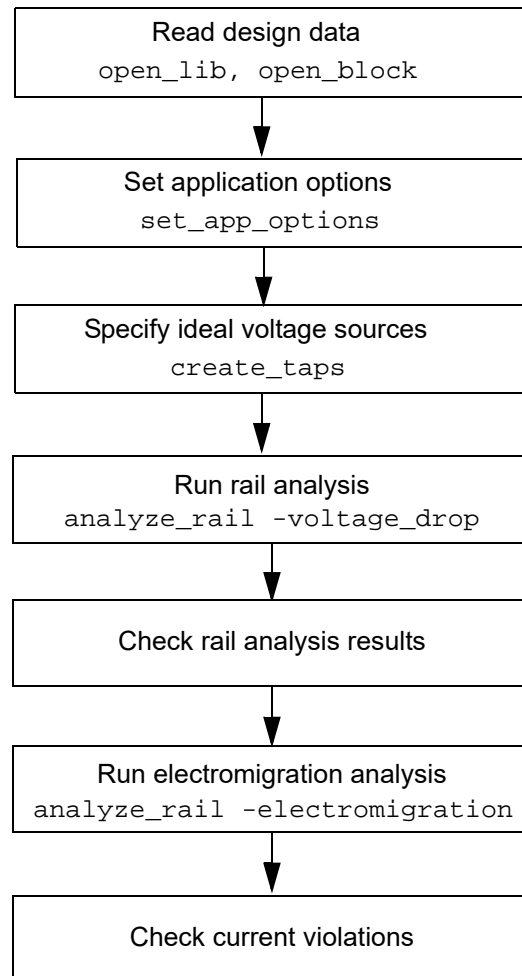 Read design data
open_lib, open_block
Set application options
set_app_options
Specify ideal voltage sources
create_taps
Run rail analysis
analyze_rail -voltage_drop
Check rail analysis results
Run electromigration analysis
analyze_rail -electromigration
Check current violations